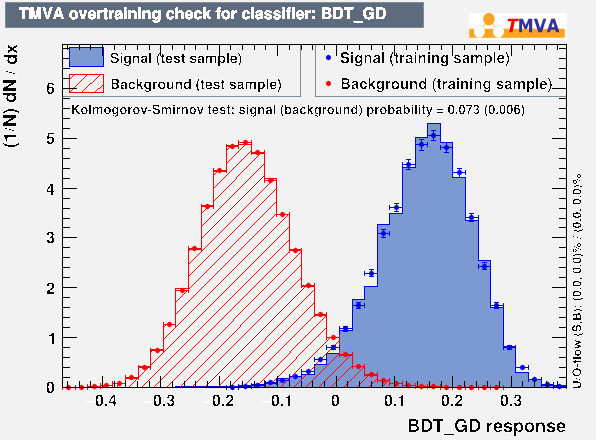 TMVA overtraining check for classifier: BDT_GD
TMVA
Signal (test sample)
Background (test sample)
Signal (training sample)
Background (training sample)
Kolmogorov-Smirnov test: signal (background) probability = 0.073 (0.006)
(1/N) dN / dx
6
5
4
3
2
1
0
-0.4 -0.3 -0.2 -0.1 0 0.1 0.2 0.3
BDT_GD response
U/O-flow (S,B): (0.0, 0.0)% / (0.0, 0.0)%